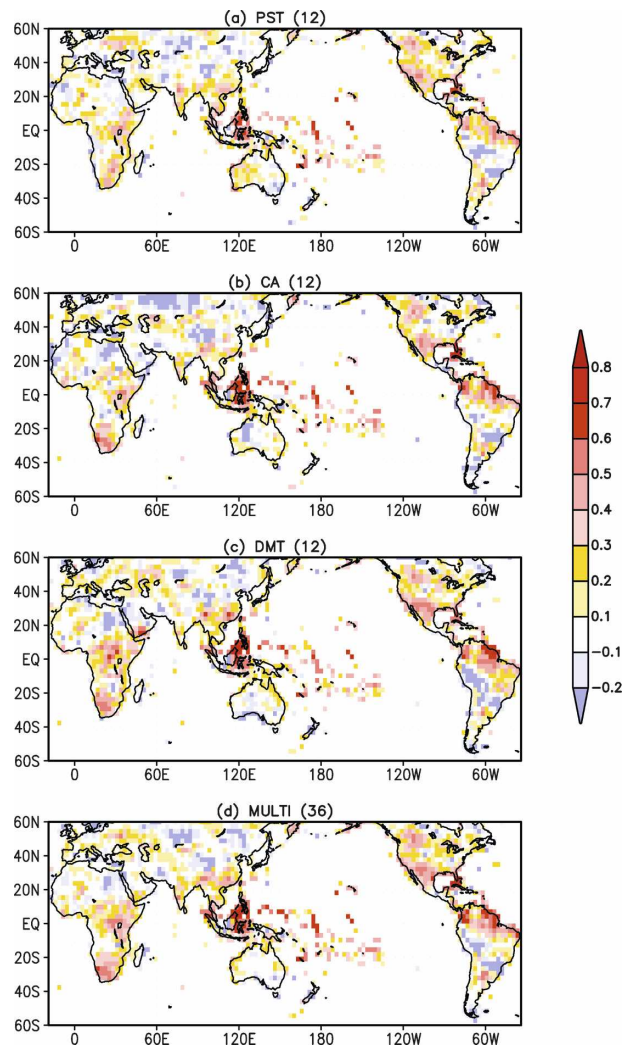 (a) PST (12)
60N
40N
20N
EQ
20S
40S
60S
0 60E 120E 180 120W 60W
(b) CA (12)
60N
40N
20N
EQ
20S
40S
60S
0 60E 120E 180 120W 60W
0.8
0.7
0.6
0.5
0.4
0.3
0.2
0.1
−0.1
−0.2
(c) DMT (12)
60N
40N
20N
EQ
20S
40S
60S
0 60E 120E 180 120W 60W
(d) MULTI (36)
60N
40N
20N
EQ
20S
40S
60S
0 60E 120E 180 120W 60W